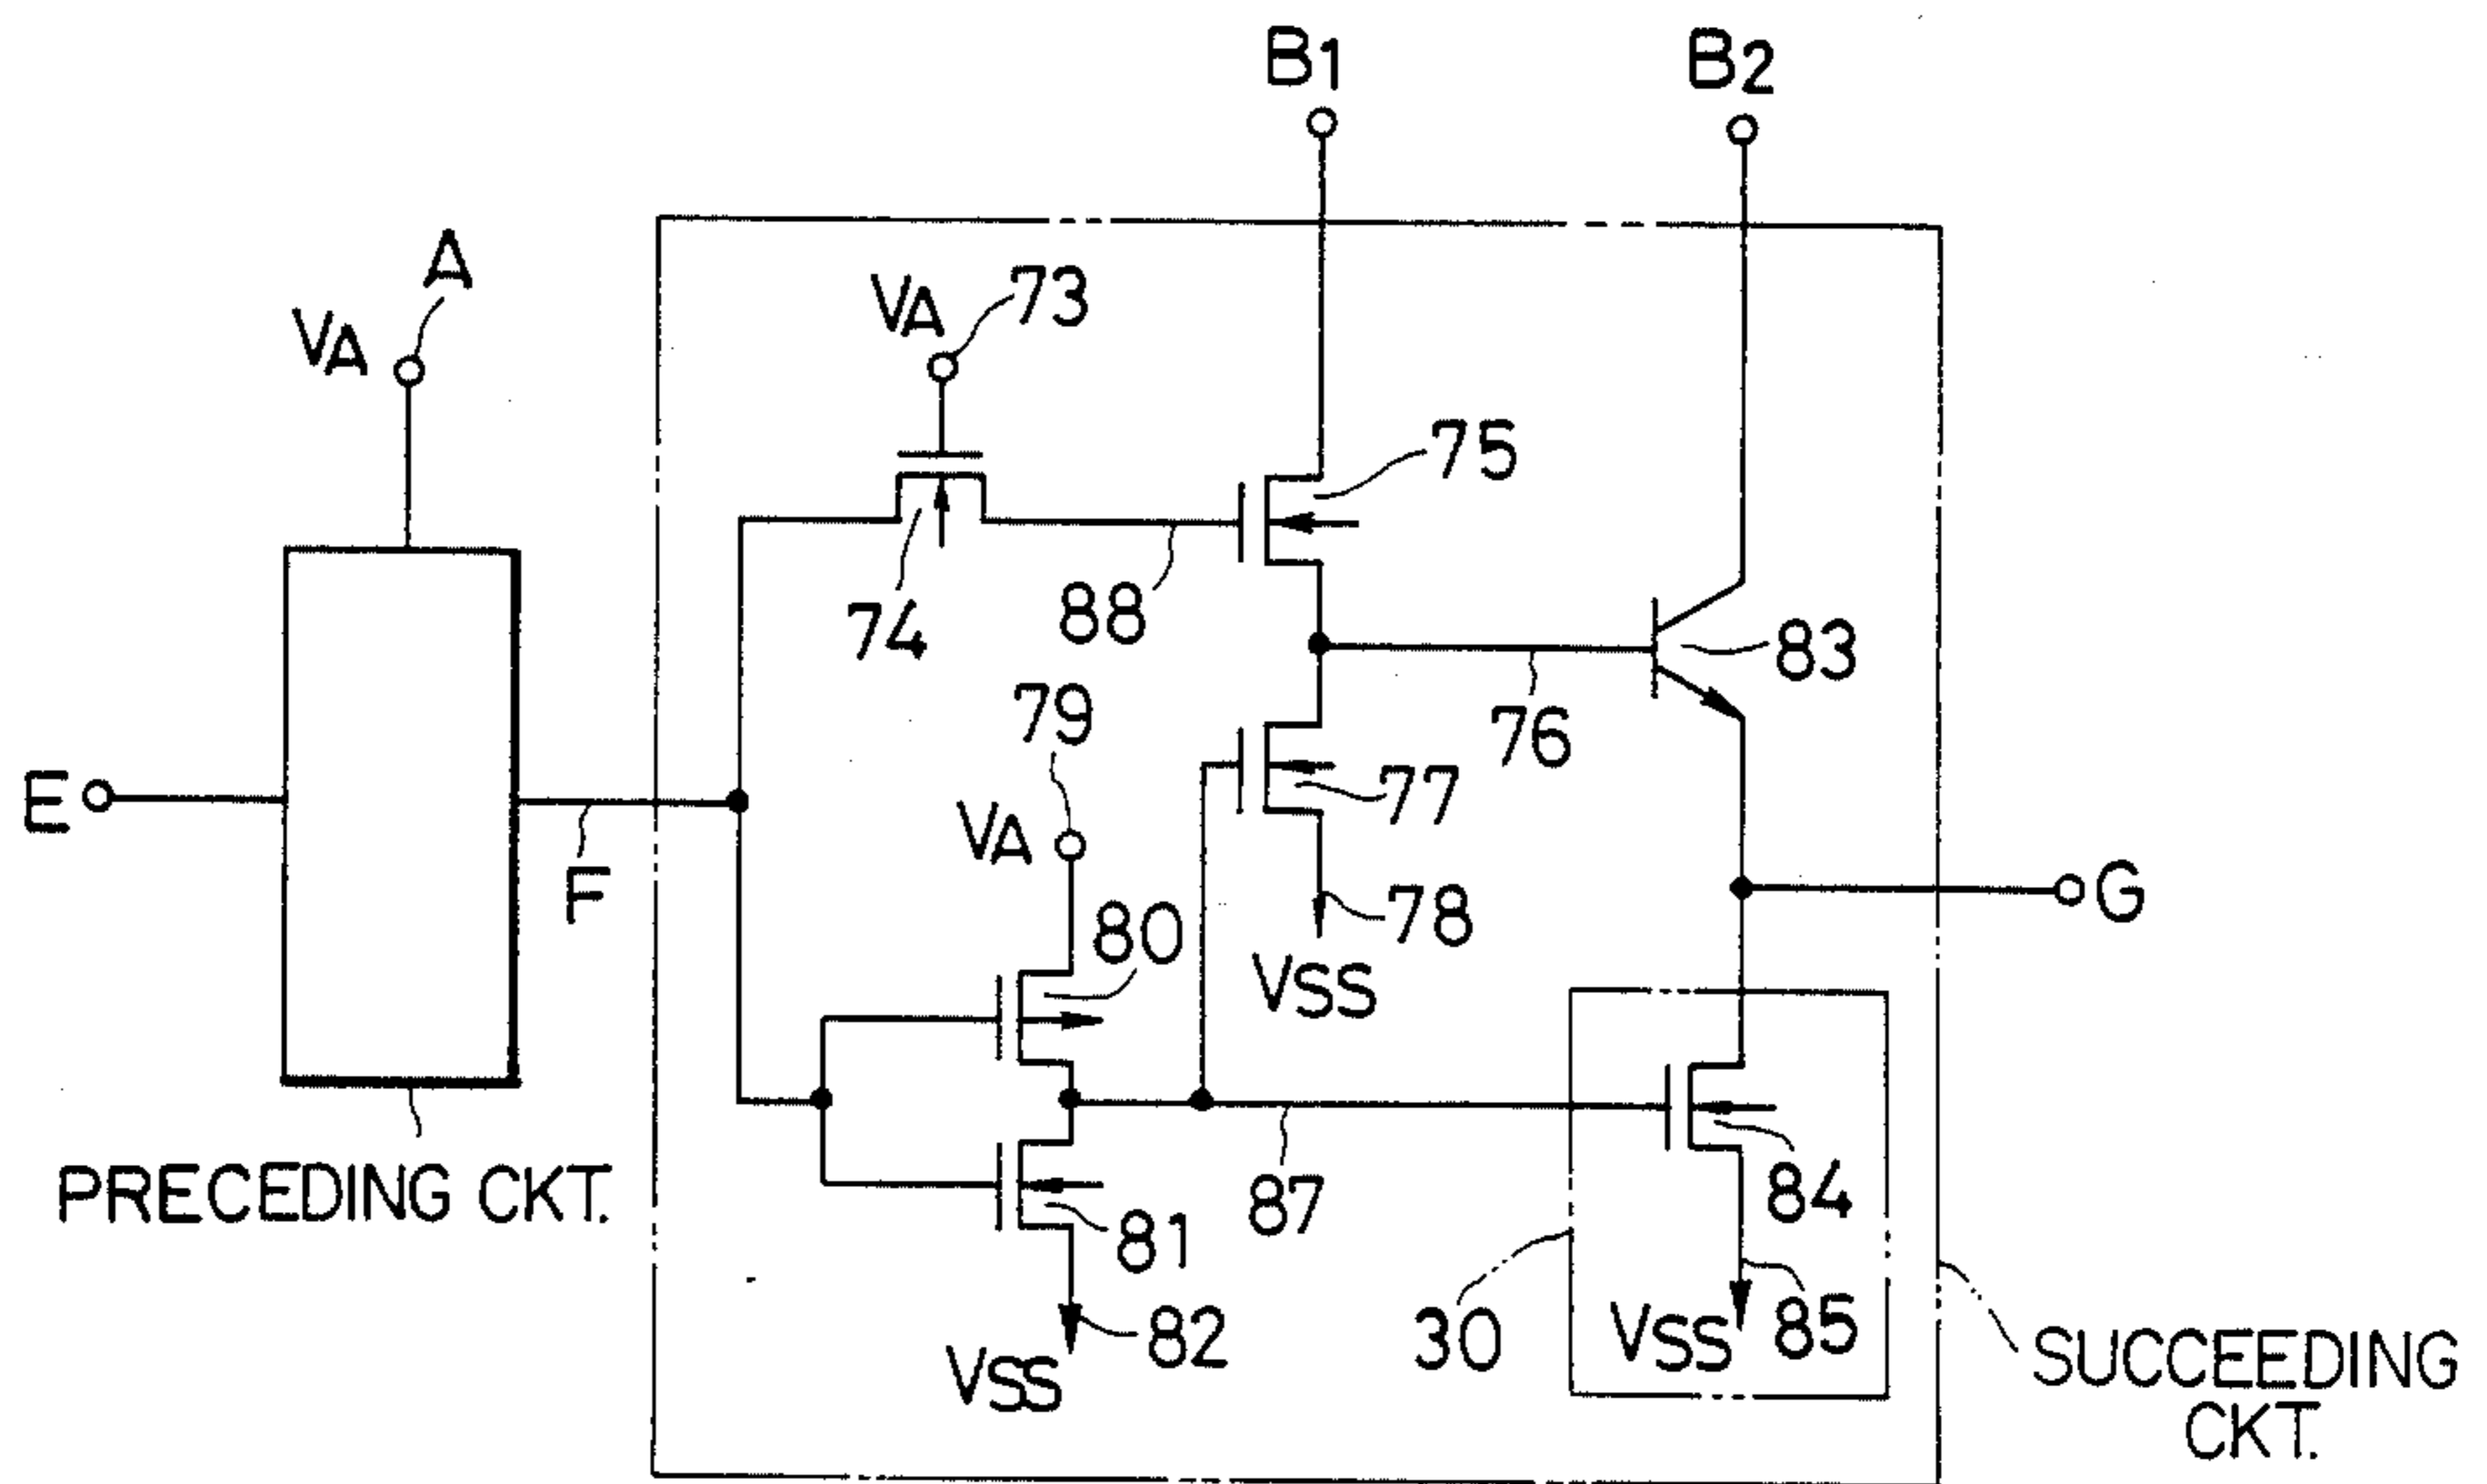 B1
B2
A
VA
VA
73
75
74
88
83
79
76
E
VA
77
F
80
78
G
VSS
87
84
PRECEDING CKT.
81
30
VSS
85
82
VSS
SUCCEEDING
CKT.